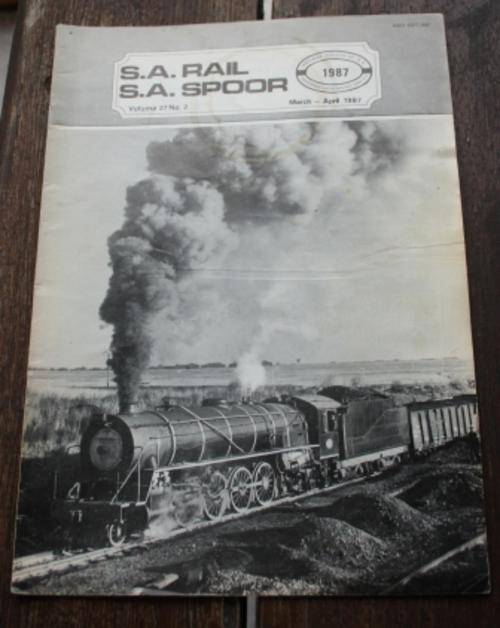 S.A. RAIL
S.A. SPOOR
Volume 27 No. 2
1987
March — April 1987